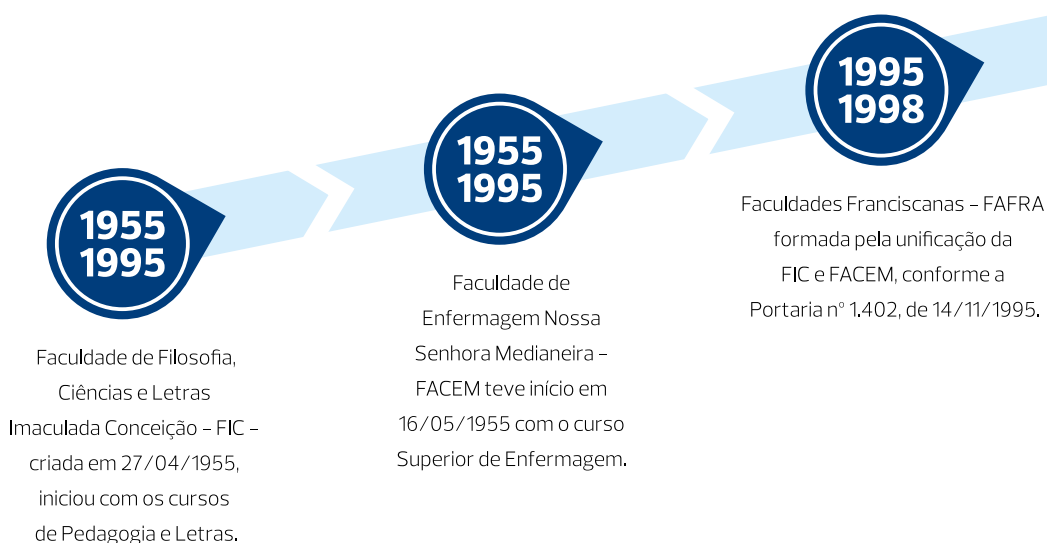 1955
1995
Faculdade de Filosofia,
Ciências e Letras
Imaculada Conceição – FIC –
criada em 27/04/1955,
iniciou com os cursos
de Pedagogia e Letras.
1955
1995
Faculdade de
Enfermagem Nossa
Senhora Medianeira –
FACEM teve início em
16/05/1955 com o curso
Superior de Enfermagem.
1995
1998
Faculdades Franciscanas – FAFRA
formada pela unificação da
FIC e FACEM, conforme a
Portaria n° 1.402, de 14/11/1995.